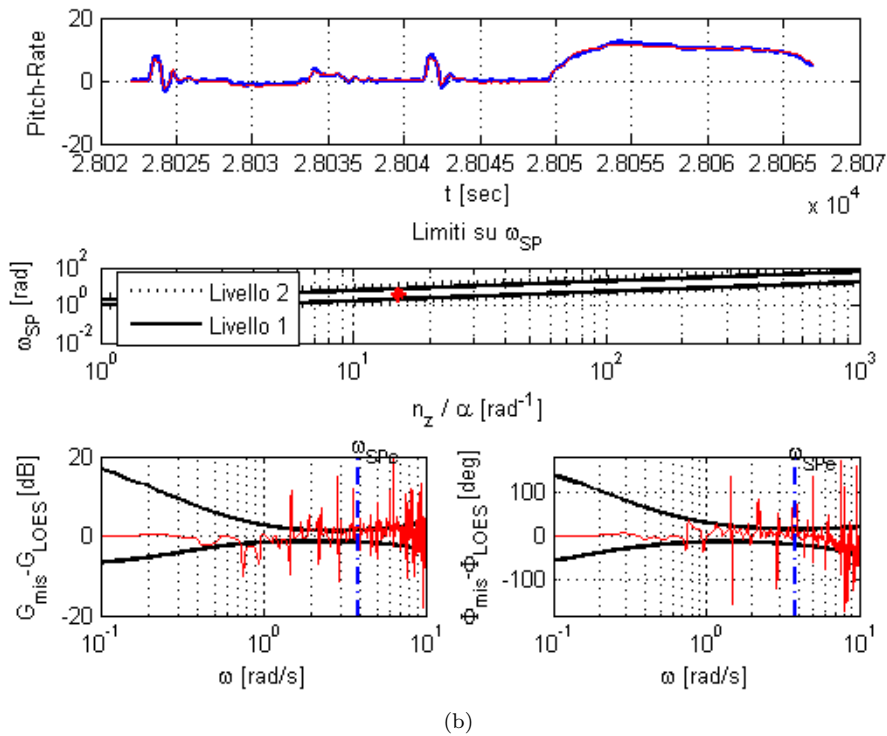 20
0
-20
Pitch-Rate
2.802 2.8025 2.803 2.8035 2.804 2.8045 2.805 2.8055 2.806 2.8065 2.807
t [sec]
x 10^4
Limiti su ω_SP
10^2
10^0
10^-2
ω_SP [rad]
Livello 2
Livello 1
10^0 10^1 10^2 10^3
n_z / α [rad^-1]
20
0
-20
G_mis-G_LOES [dB]
ω_SPe
10^-1 10^0 10^1
ω [rad/s]
100
0
-100
Φ_mis-Φ_LOES [deg]
ω_SPe
10^-1 10^0 10^1
ω [rad/s]
(b)